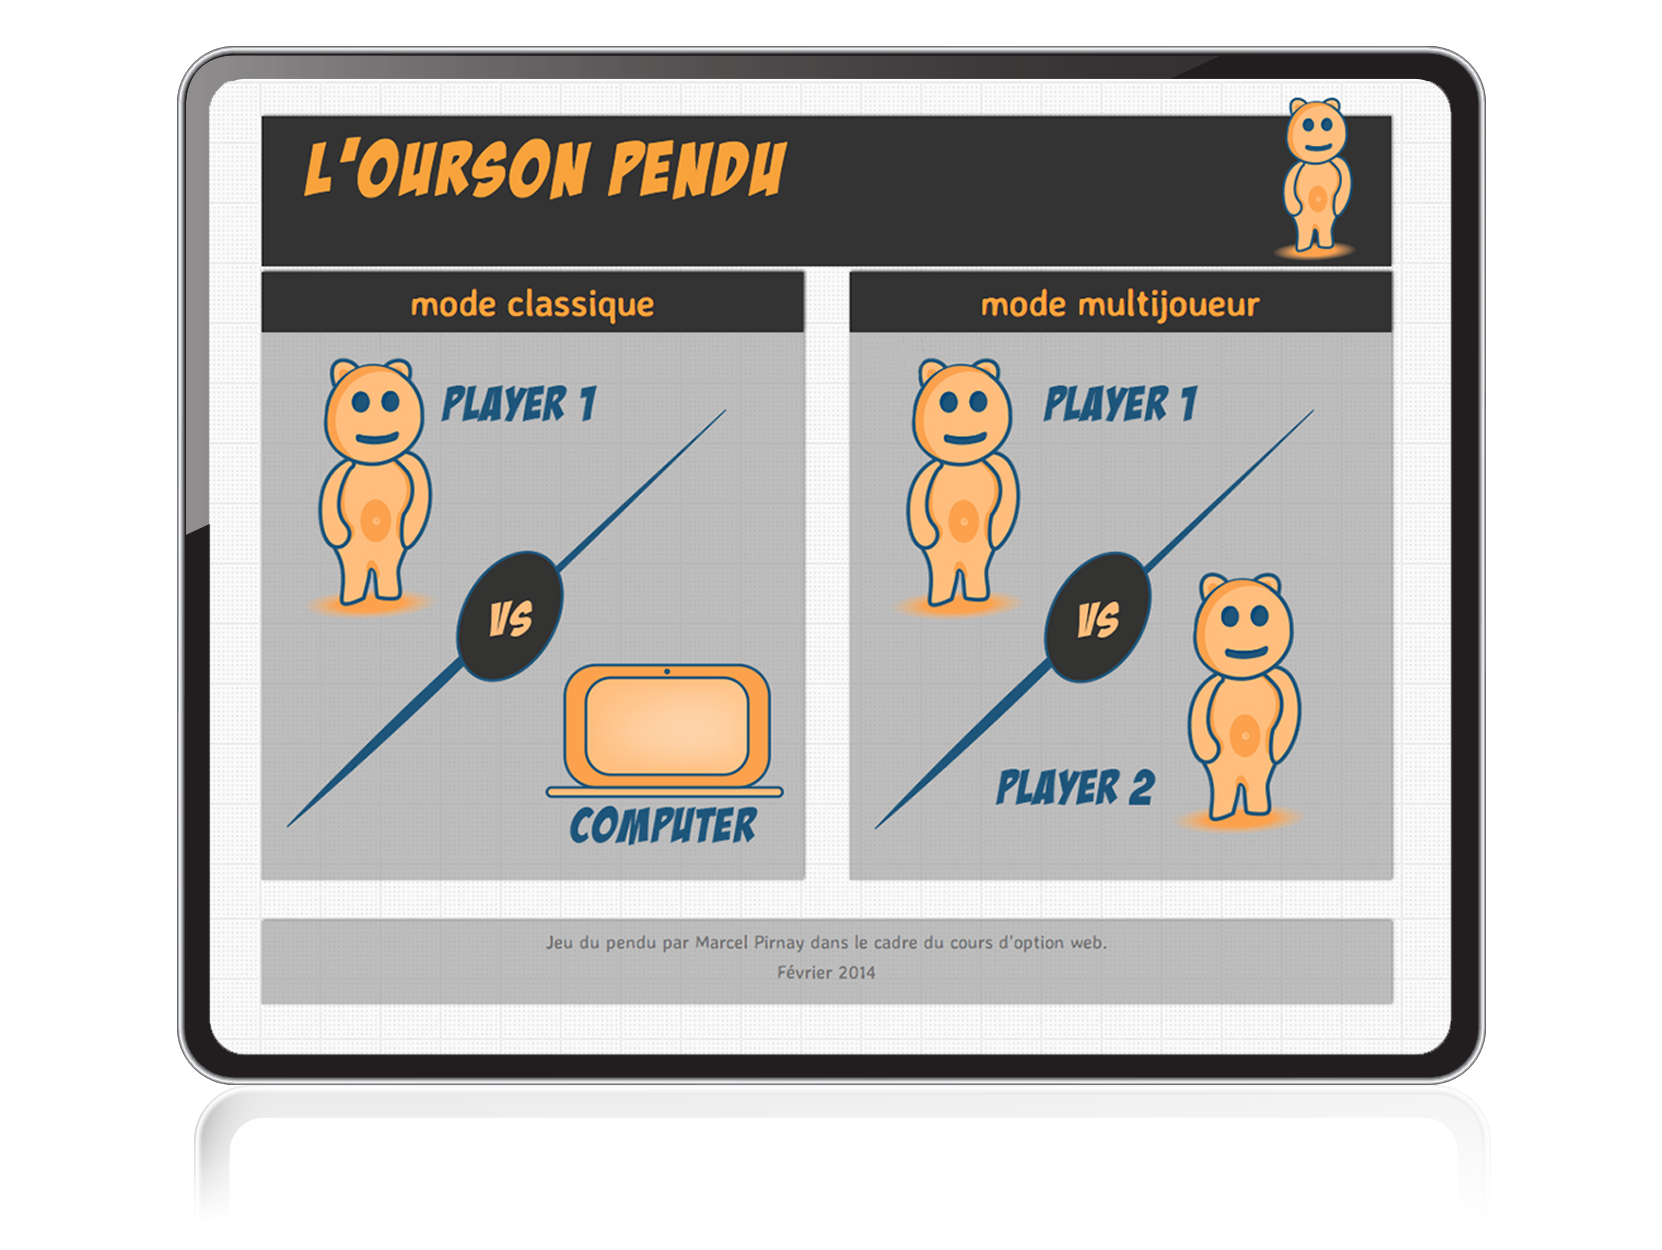 L'OURSON PENDU
mode classique
PLAYER 1
VS
COMPUTER
mode multijoueur
PLAYER 1
VS
PLAYER 2
Jeu du pendu par Marcel Pirnay dans le cadre du cours d'option web.
Février 2014